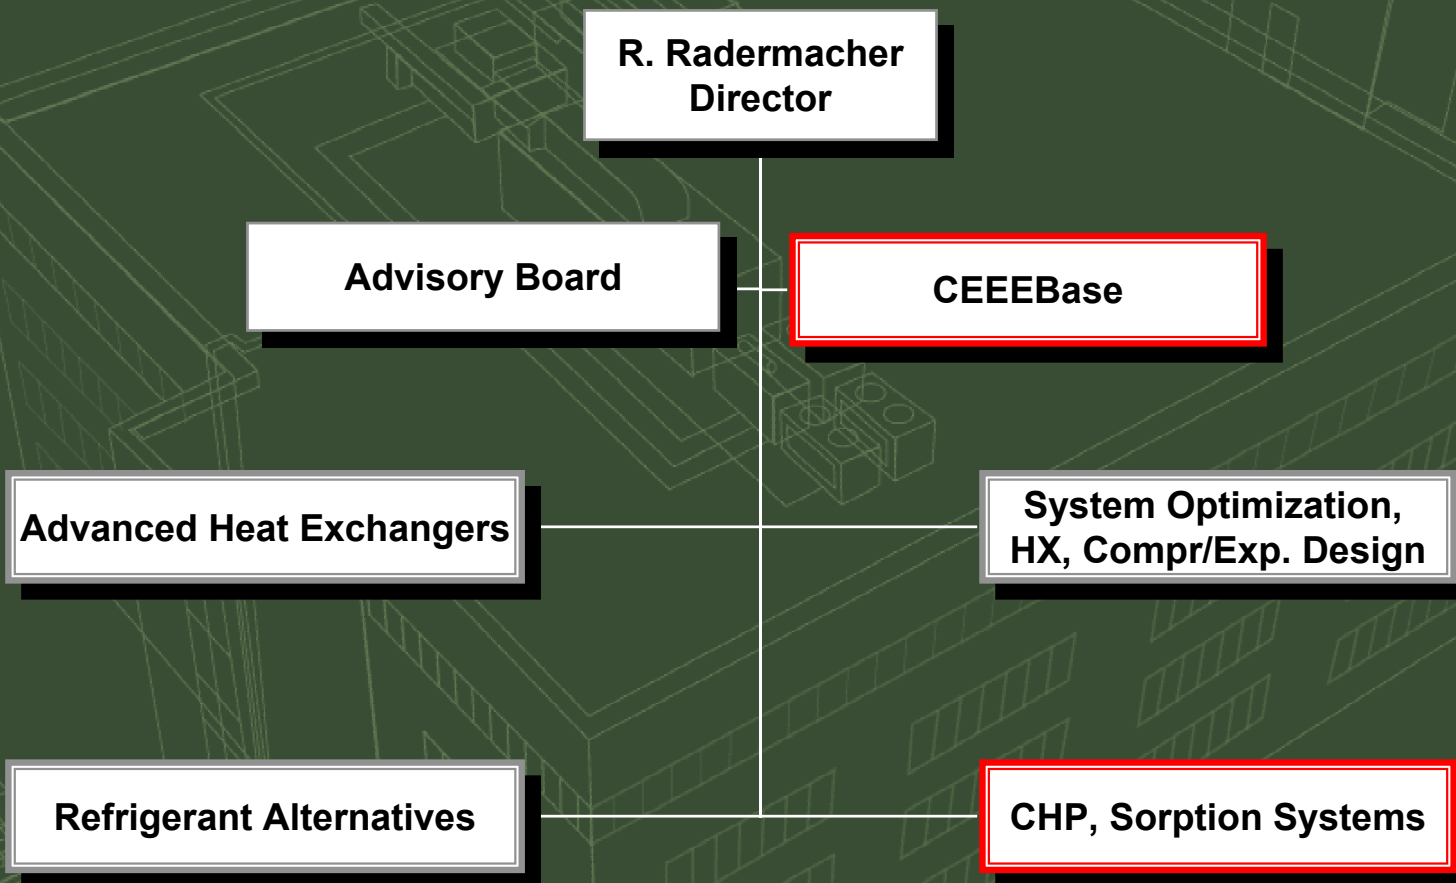 R. Radermacher
Director
Advisory Board
CEEEBase
Advanced Heat Exchangers
System Optimization,
HX, Compr/Exp. Design
Refrigerant Alternatives
CHP, Sorption Systems